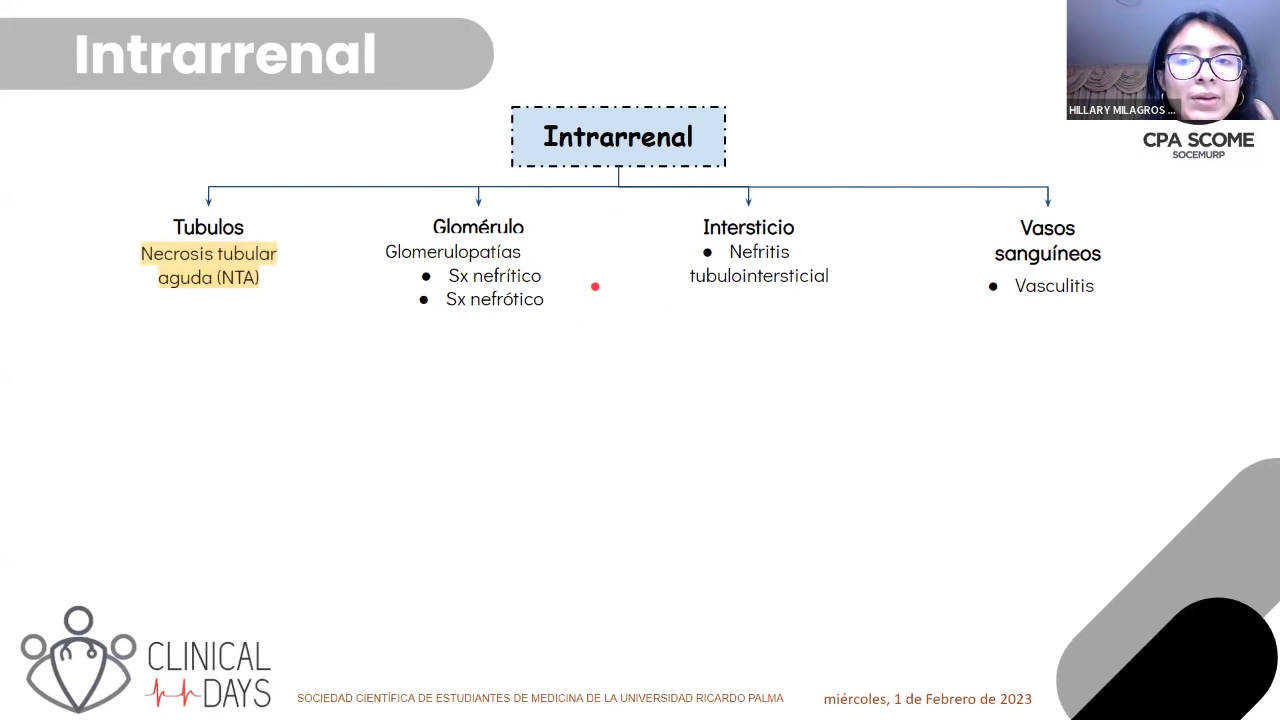 Intrarrenal
HILLARY MILAGROS ...
CPA SCOME
SOCEMURP
Intrarrenal
Tubulos
Necrosis tubular
aguda (NTA)
Glomérulo
Glomerulopatías
● Sx nefrítico
● Sx nefrótico
Intersticio
● Nefritis
tubulointersticial
Vasos
sanguíneos
● Vasculitis
CLINICAL
DAYS
SOCIEDAD CIENTÍFICA DE ESTUDIANTES DE MEDICINA DE LA UNIVERSIDAD RICARDO PALMA
miércoles, 1 de Febrero de 2023